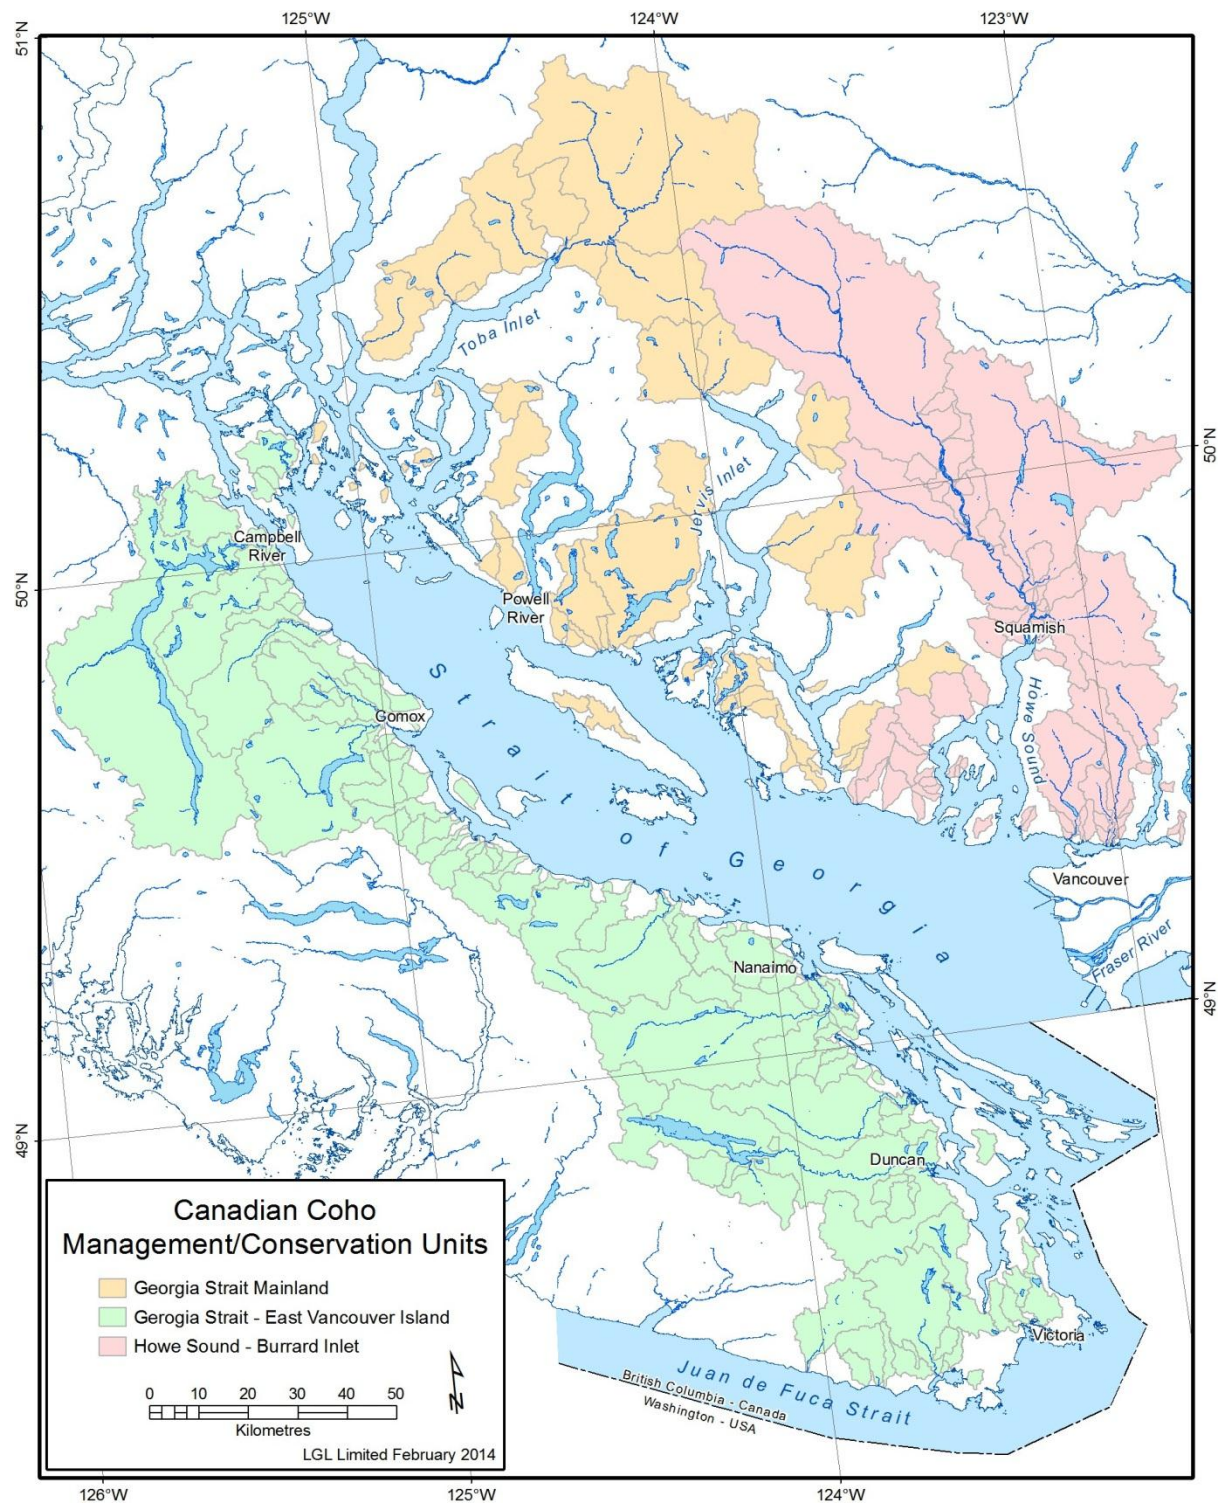 125°W
124°W
123°W
51°N
Toba Inlet
50°N
Jervis Inlet
Campbell
River
50°N
Powell
River
Squamish
Howe Sound
Comox
Strait of Georgia
Vancouver
Fraser River
Nanaimo
49°N
49°N
Duncan
Canadian Coho
Management/Conservation Units
Georgia Strait Mainland
Gerogia Strait - East Vancouver Island
Howe Sound - Burrard Inlet
0 10 20 30 40 50
Kilometres
N
LGL Limited February 2014
Victoria
Juan de Fuca Strait
British Columbia - Canada
Washington - USA
126°W
125°W
124°W